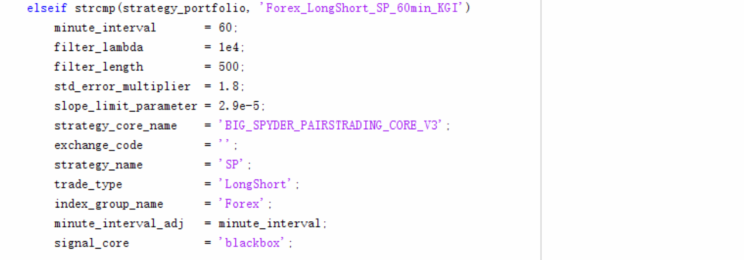 elseif strcmp(strategy_portfolio, 'Forex_LongShort_SP_60min_KGI')
minute_interval = 60;
filter_lambda = 1e4;
filter_length = 500;
std_error_multiplier = 1.8;
slope_limit_parameter = 2.9e-5;
strategy_core_name = 'BIG_SPYDER_PAIRSTRADING_CORE_V3';
exchange_code = '';
strategy_name = 'SP';
trade_type = 'LongShort';
index_group_name = 'Forex';
minute_interval_adj = minute_interval;
signal_core = 'blackbox';